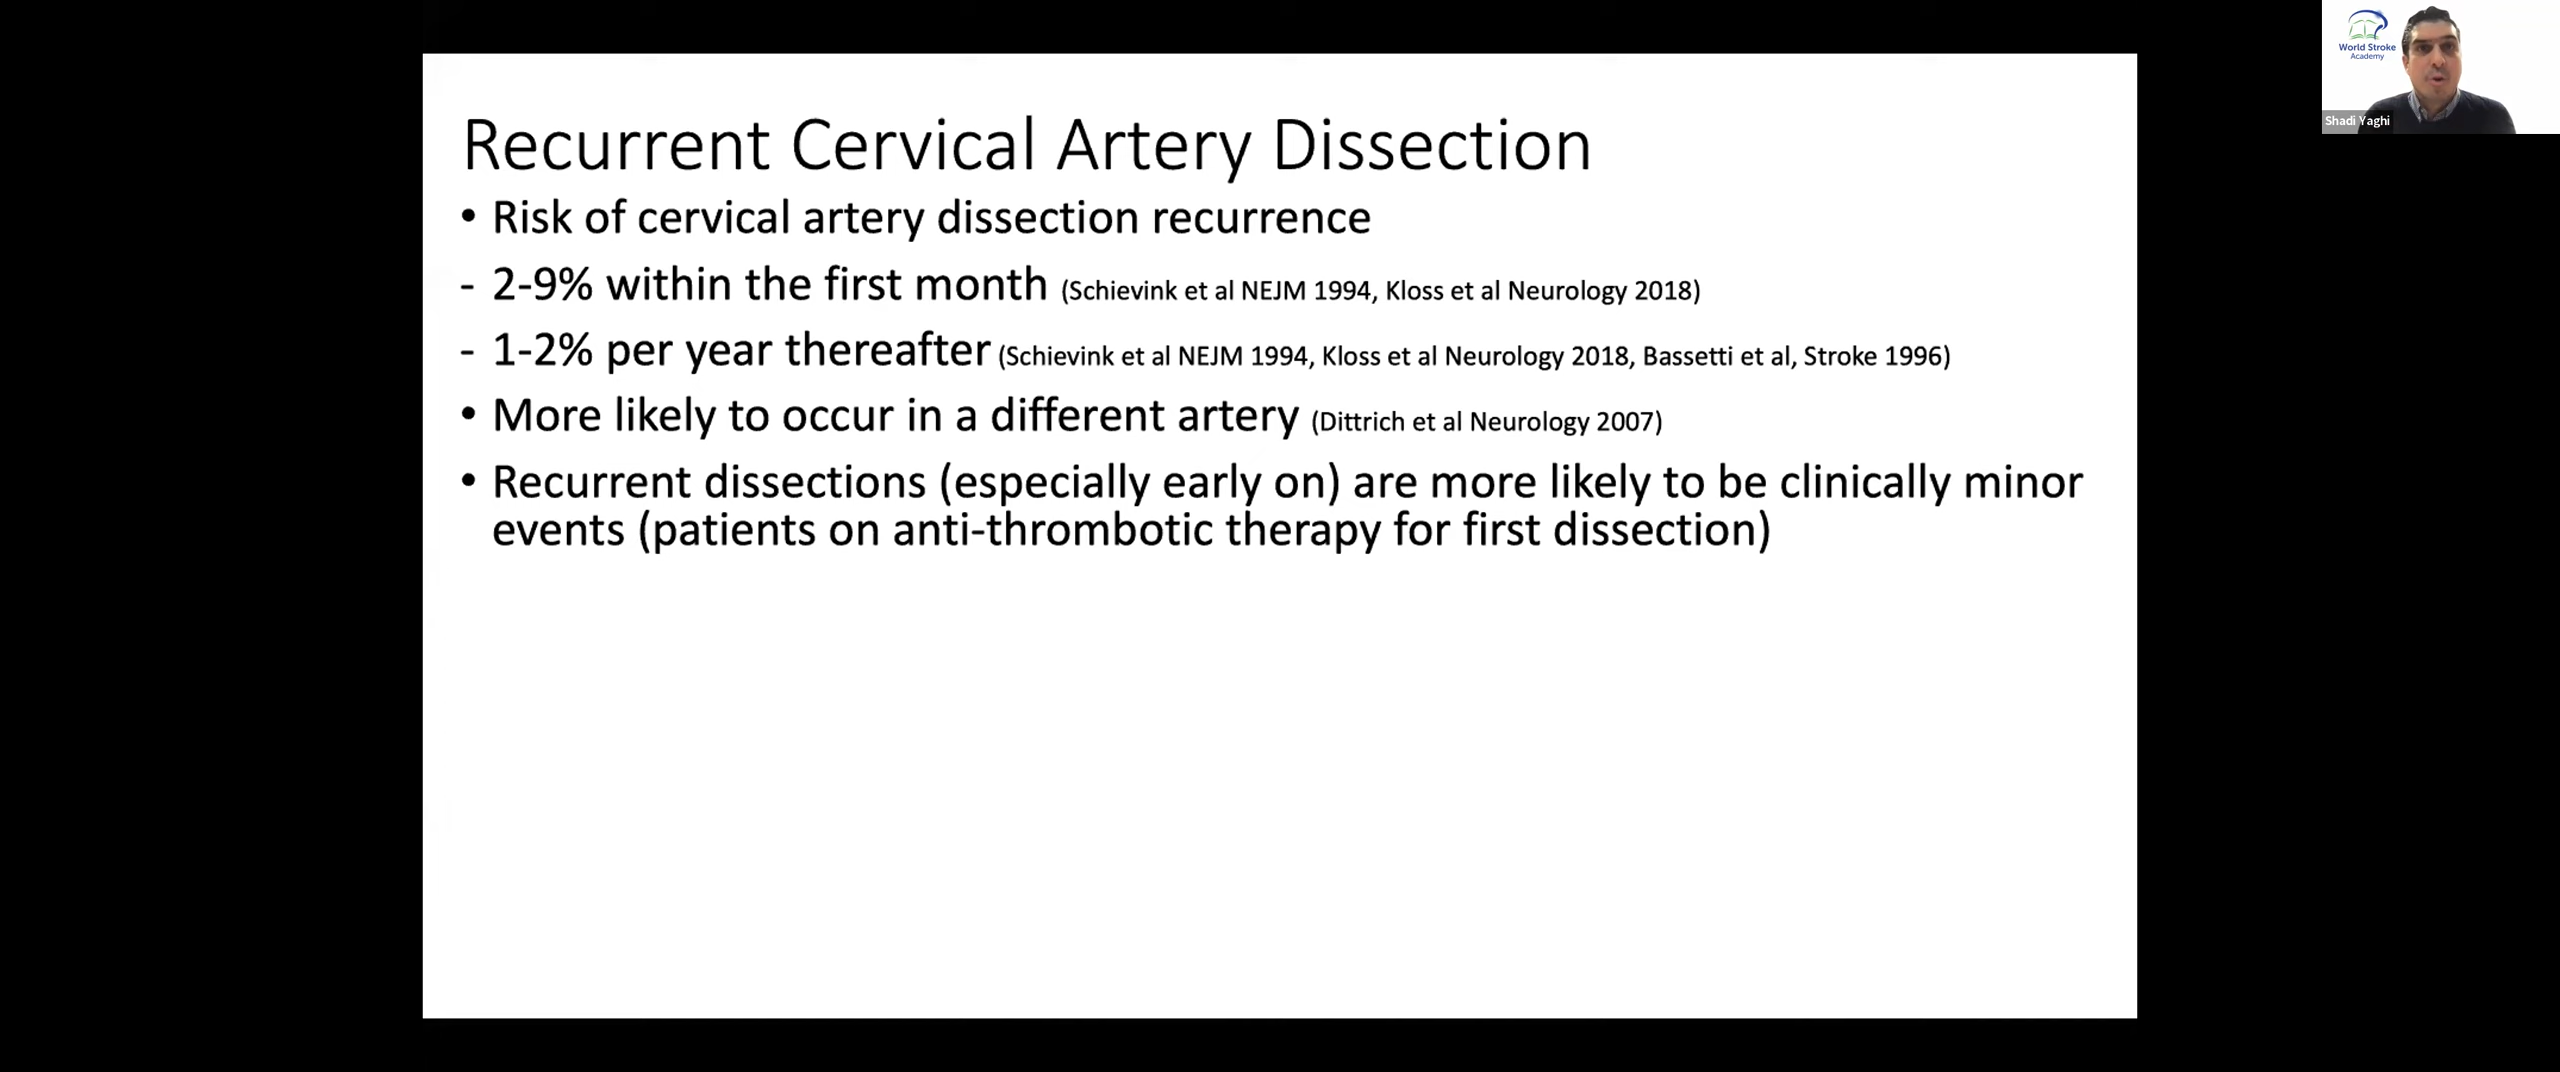 Recurrent Cervical Artery Dissection
• Risk of cervical artery dissection recurrence
- 2-9% within the first month (Schievink et al NEJM 1994, Kloss et al Neurology 2018)
- 1-2% per year thereafter (Schievink et al NEJM 1994, Kloss et al Neurology 2018, Bassetti et al, Stroke 1996)
• More likely to occur in a different artery (Dittrich et al Neurology 2007)
• Recurrent dissections (especially early on) are more likely to be clinically minor
events (patients on anti-thrombotic therapy for first dissection)
World Stroke
Academy
Shadi Yaghi